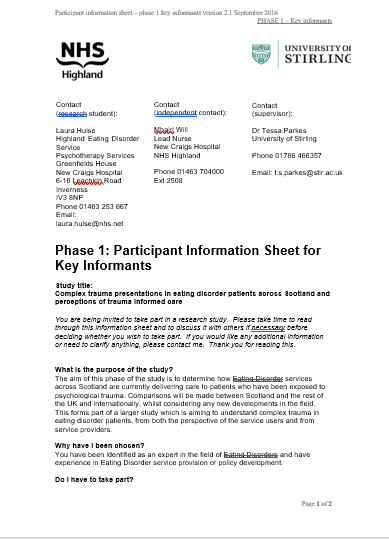 Participant information sheet – phase 1 key informants version 2.1 September 2016
PHASE 1 – Key informants
NHS
Highland
UNIVERSITY OF
STIRLING
Contact
(research student):
Laura Hulse
Highland Eating Disorder
Service
Psychotherapy Services
Greenfields House
New Craigs Hospital
6-16 Leachkin Road
Inverness
IV3 8NP
Phone 01463 253 667
Email:
laura.hulse@nhs.net
Contact
(independent contact):
Mhairi Will
Lead Nurse
New Craigs Hospital
NHS Highland
Phone 01463 704000
Ext 2508
Contact
(supervisor):
Dr Tessa Parkes
University of Stirling
Phone 01786 466357
Email: t.s.parkes@stir.ac.uk
Phase 1: Participant Information Sheet for
Key Informants
Study title:
Complex trauma presentations in eating disorder patients across Scotland and
perceptions of trauma informed care
You are being invited to take part in a research study. Please take time to read
through this information sheet and to discuss it with others if necessary before
deciding whether you wish to take part. If you would like any additional information
or need to clarify anything, please contact me. Thank you for reading this.
What is the purpose of the study?
The aim of this phase of the study is to determine how Eating Disorder services
across Scotland are currently delivering care to patients who have been exposed to
psychological trauma. Comparisons will be made between Scotland and the rest of
the UK and internationally, whilst considering any new developments in the field.
This forms part of a larger study which is aiming to understand complex trauma in
eating disorder patients, from both the perspective of the service users and from
service providers.
Why have I been chosen?
You have been identified as an expert in the field of Eating Disorders and have
experience in Eating Disorder service provision or policy development.
Do I have to take part?
Page 1 of 2